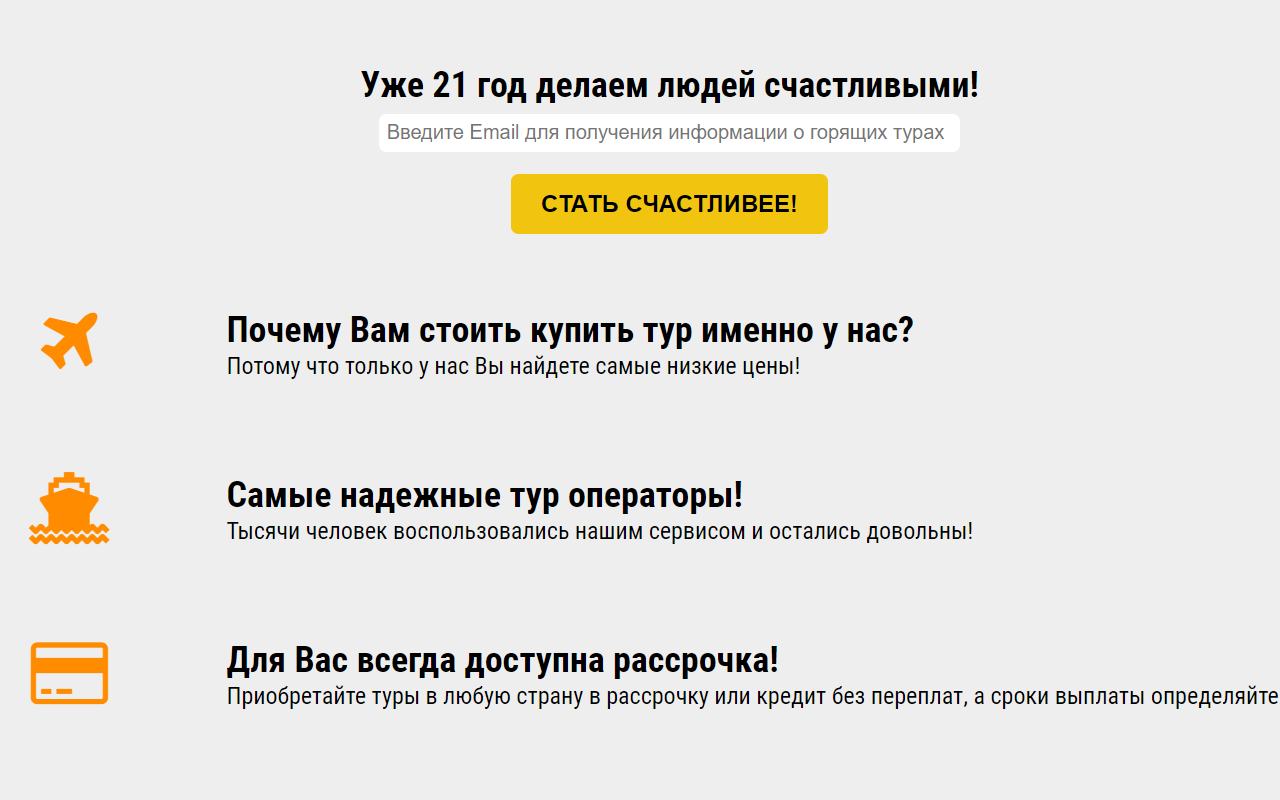 Уже 21 год делаем людей счастливыми!
Введите Email для получения информации о горящих турах
СТАТЬ СЧАСТЛИВЕЕ!
Почему Вам стоить купить тур именно у нас?
Потому что только у нас Вы найдете самые низкие цены!
Самые надежные тур операторы!
Тысячи человек воспользовались нашим сервисом и остались довольны!
Для Вас всегда доступна рассрочка!
Приобретайте туры в любую страну в рассрочку или кредит без переплат, а сроки выплаты определяйте